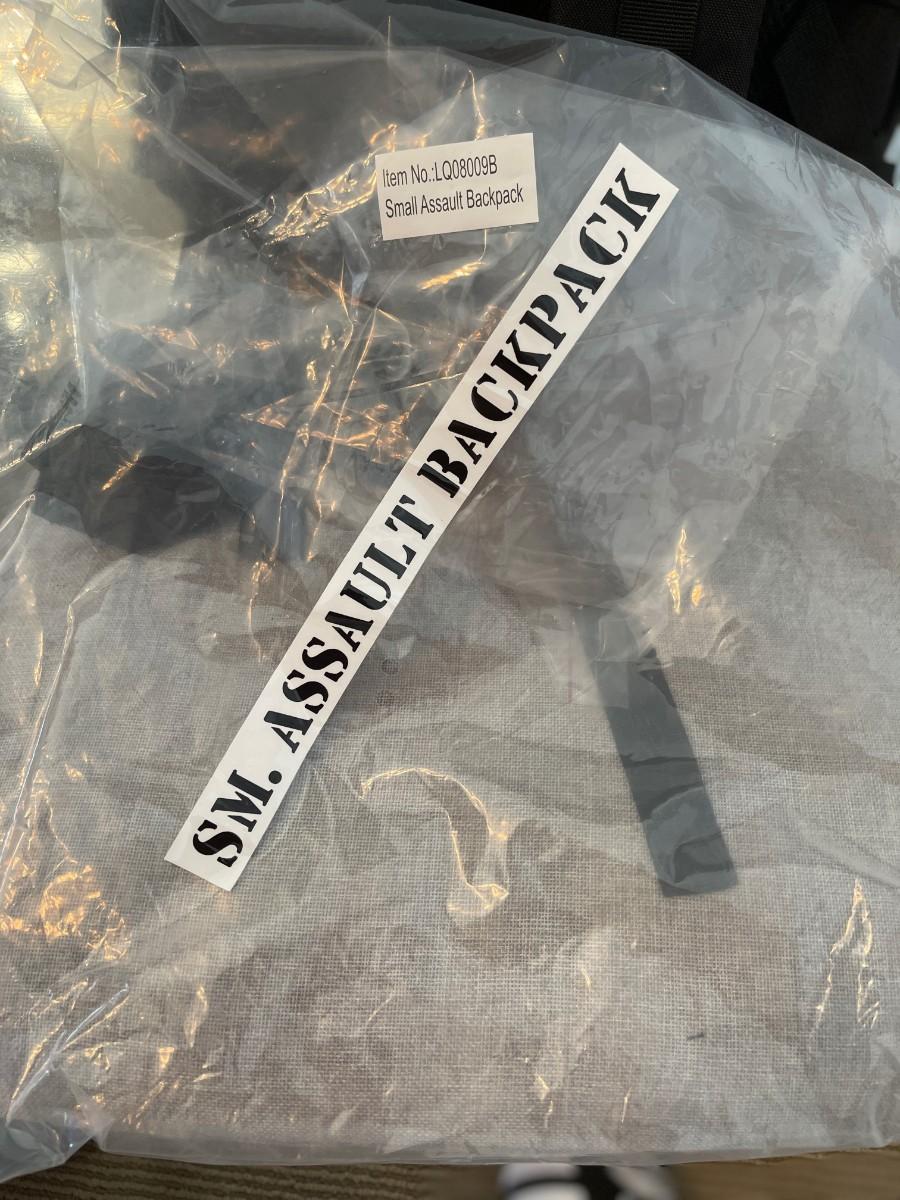 Item No.:LQ08009B
Small Assault Backpack
SM. ASSAULT BACKPACK